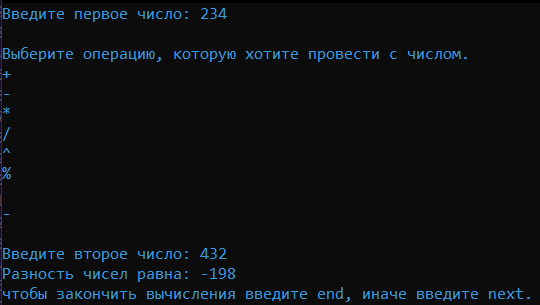 Введите первое число: 234
Выберите операцию, которую хотите провести с числом.
+
-
*
/
^
%
-
Введите второе число: 432
Разность чисел равна: -198
чтобы закончить вычисления введите end, иначе введите next.